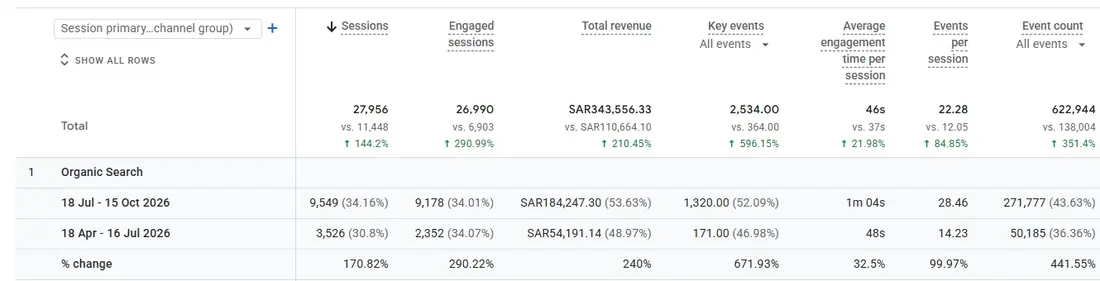 Session primary...channel group) +
SHOW ALL ROWS
↓ Sessions
Engaged
sessions
Total revenue
Key events
All events
Average
engagement
time per
session
Events
per
session
Event count
All events
Total
27,956 26,990 SAR343,556.33 2,534.00 46s 22.28 622,944
vs. 11,448 vs. 6,903 vs. SAR110,664.10 vs. 364.00 vs. 37s vs. 12.05 vs. 138,004
↑ 144.2% ↑ 290.99% ↑ 210.45% ↑ 596.15% ↑ 21.98% ↑ 84.85% ↑ 351.4%
1 Organic Search
18 Jul - 15 Oct 2026 9,549 (34.16%) 9,178 (34.01%) SAR184,247.30 (53.63%) 1,320.00 (52.09%) 1m 04s 28.46 271,777 (43.63%)
18 Apr - 16 Jul 2026 3,526 (30.8%) 2,352 (34.07%) SAR54,191.14 (48.97%) 171.00 (46.98%) 48s 14.23 50,185 (36.36%)
% change 170.82% 290.22% 240% 671.93% 32.5% 99.97% 441.55%